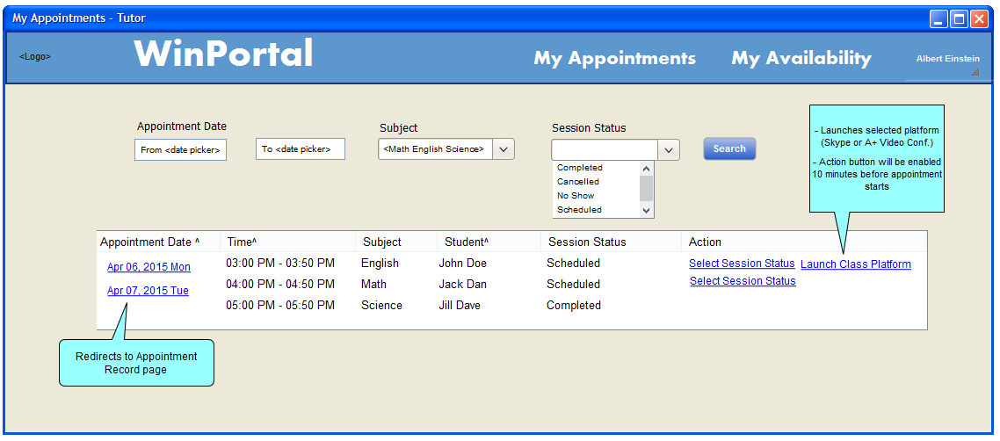 My Appointments - Tutor
<Logo>
WinPortal
My Appointments
My Availability
Albert Einstein
Appointment Date
From <date picker>
To <date picker>
Subject
<Math English Science>
Session Status
Completed
Cancelled
No Show
Scheduled
Search
- Launches selected platform
(Skype or A+ Video Conf.)
- Action button will be enabled
10 minutes before appointment
starts
Appointment Date ^ Time^ Subject Student^ Session Status Action
Apr 06, 2015 Mon 03:00 PM - 03:50 PM English John Doe Scheduled Select Session Status Launch Class Platform
Apr 07, 2015 Tue 04:00 PM - 04:50 PM Math Jack Dan Scheduled Select Session Status
05:00 PM - 05:50 PM Science Jill Dave Completed
Redirects to Appointment
Record page